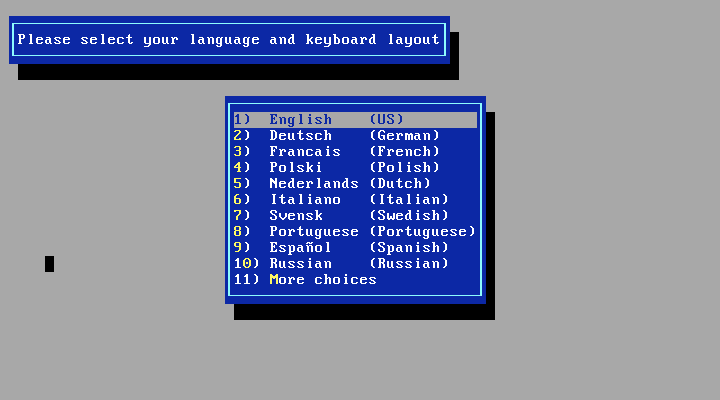 Please select your language and keyboard layout
1) English (US)
2) Deutsch (German)
3) Francais (French)
4) Polski (Polish)
5) Nederlands (Dutch)
6) Italiano (Italian)
7) Svensk (Swedish)
8) Portuguese (Portuguese)
9) Español (Spanish)
10) Russian (Russian)
11) More choices